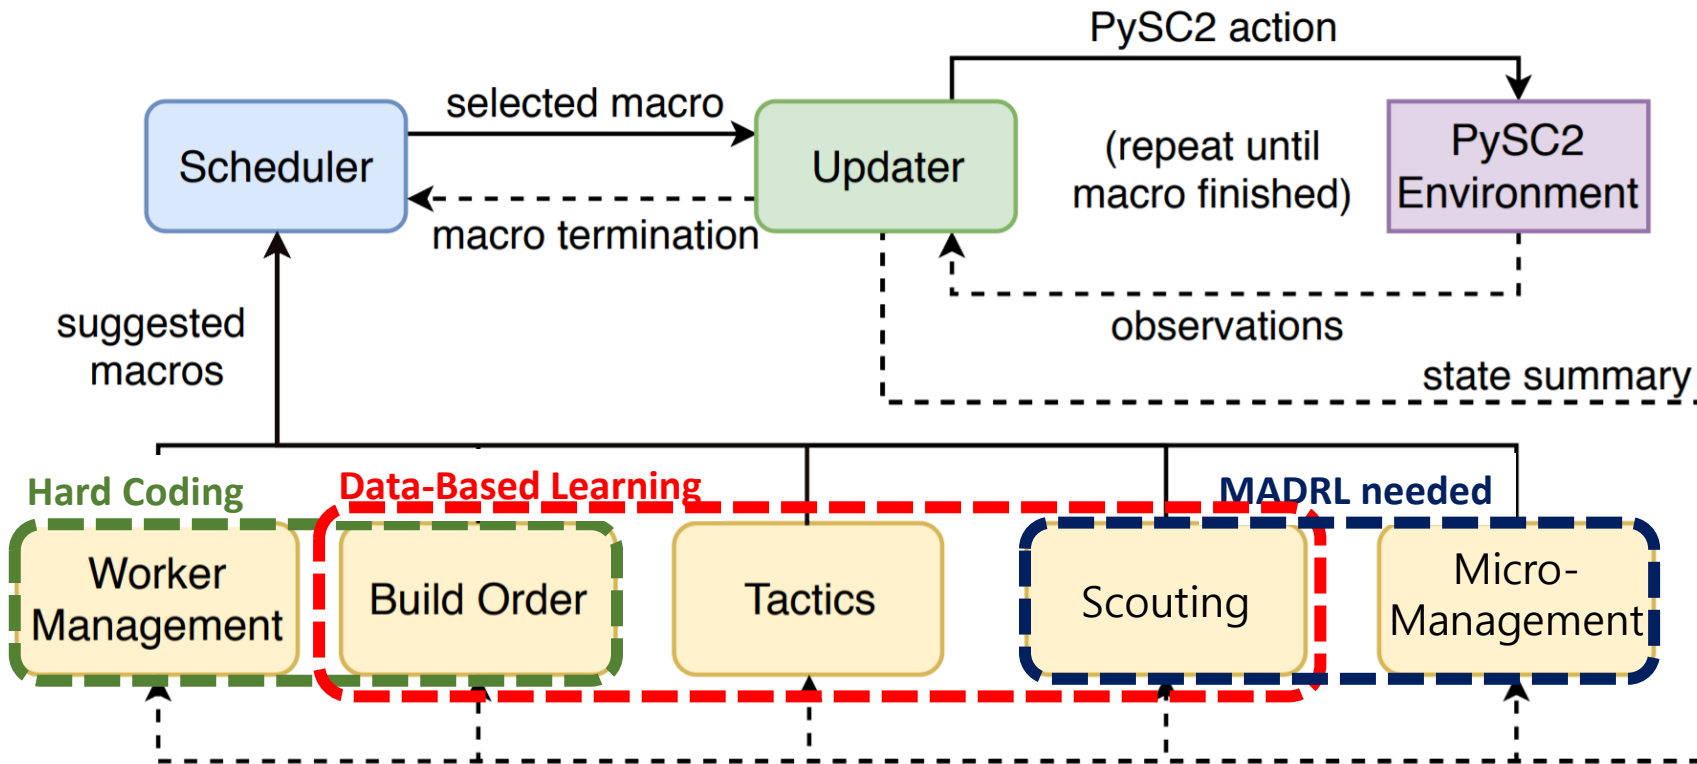 PySC2 action
selected macro
Scheduler
Updater
(repeat until
macro finished)
PySC2
Environment
macro termination
suggested
macros
observations
state summary
Hard Coding
Data-Based Learning
MADRL needed
Worker
Management
Build Order
Tactics
Scouting
Micro-
Management